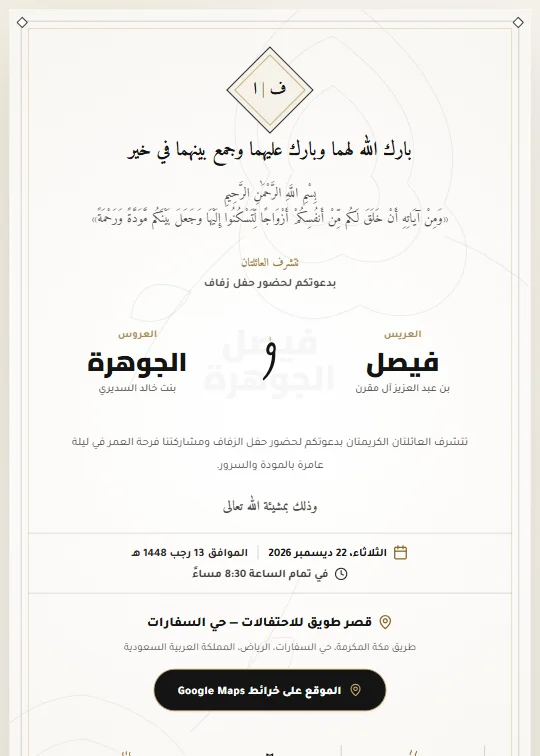 ف | ا
بارك الله لهما وبارك عليهما وجمع بينهما في خير
بِسْمِ اللَّهِ الرَّحْمَٰنِ الرَّحِيمِ
«وَمِنْ آيَاتِهِ أَنْ خَلَقَ لَكُم مِّنْ أَنفُسِكُمْ أَزْوَاجًا لِّتَسْكُنُوا إِلَيْهَا وَجَعَلَ بَيْنَكُم مَّوَدَّةً وَرَحْمَةً»
تتشرف العائلتان
بدعوتكم لحضور حفل زفاف
العريس
فيصل
بن عبد العزيز آل مقرن
و
فيصل
الجوهرة
العروس
الجوهرة
بنت خالد السديري
تتشرف العائلتان الكريمتان بدعوتكم لحضور حفل الزفاف ومشاركتنا فرحة العمر في ليلة
عامرة بالمودة والسرور.
وذلك بمشيئة الله تعالى
الثلاثاء، 22 ديسمبر 2026 | الموافق 13 رجب 1448 هـ
في تمام الساعة 8:30 مساءً
قصر طويق للاحتفالات – حي السفارات
طريق مكة المكرمة، حي السفارات، الرياض، المملكة العربية السعودية
الموقع على خرائط Google Maps